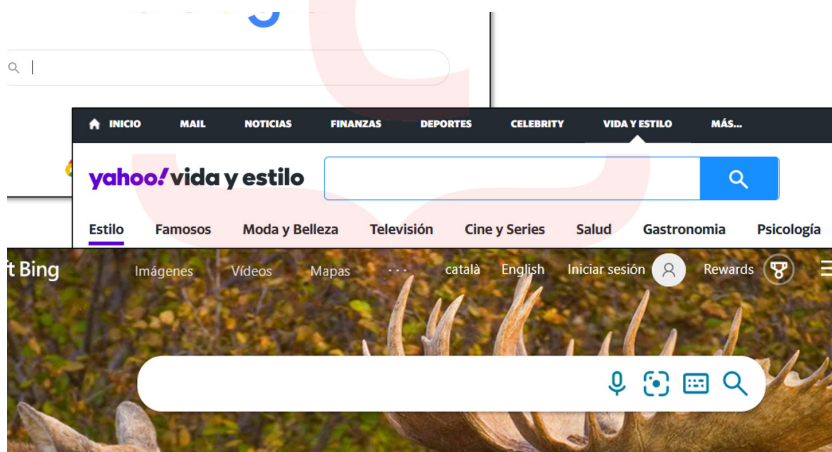 INICIO MAIL NOTICIAS FINANZAS DEPORTES CELEBRITY VIDA Y ESTILO MÁS...
yahoo! vida y estilo
Estilo Famosos Moda y Belleza Televisión Cine y Series Salud Gastronomia Psicología
t Bing Imágenes Vídeos Mapas ... català English Iniciar sesión Rewards